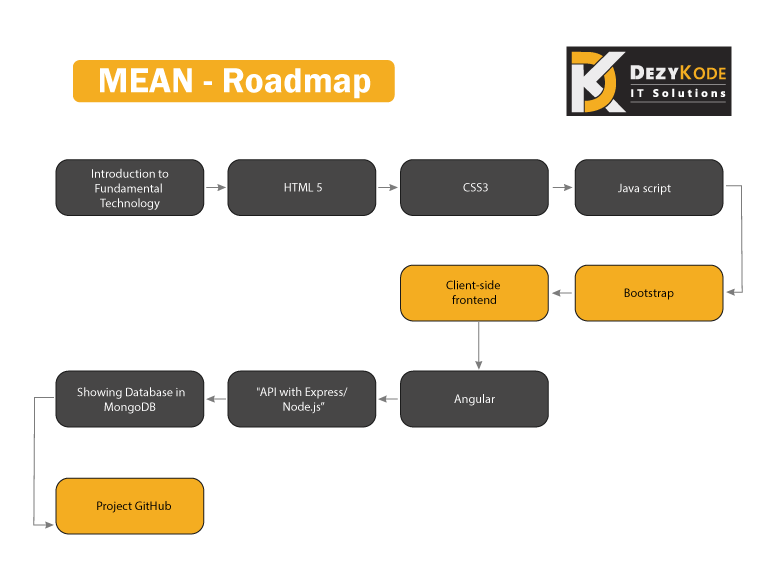 MEAN - Roadmap
DK
DEZYKODE
IT Solutions
Introduction to
Fundamental
Technology
HTML 5
CSS3
Java script
Client-side
frontend
Bootstrap
Showing Database in
MongoDB
"API with Express/
Node.js”
Angular
Project GitHub